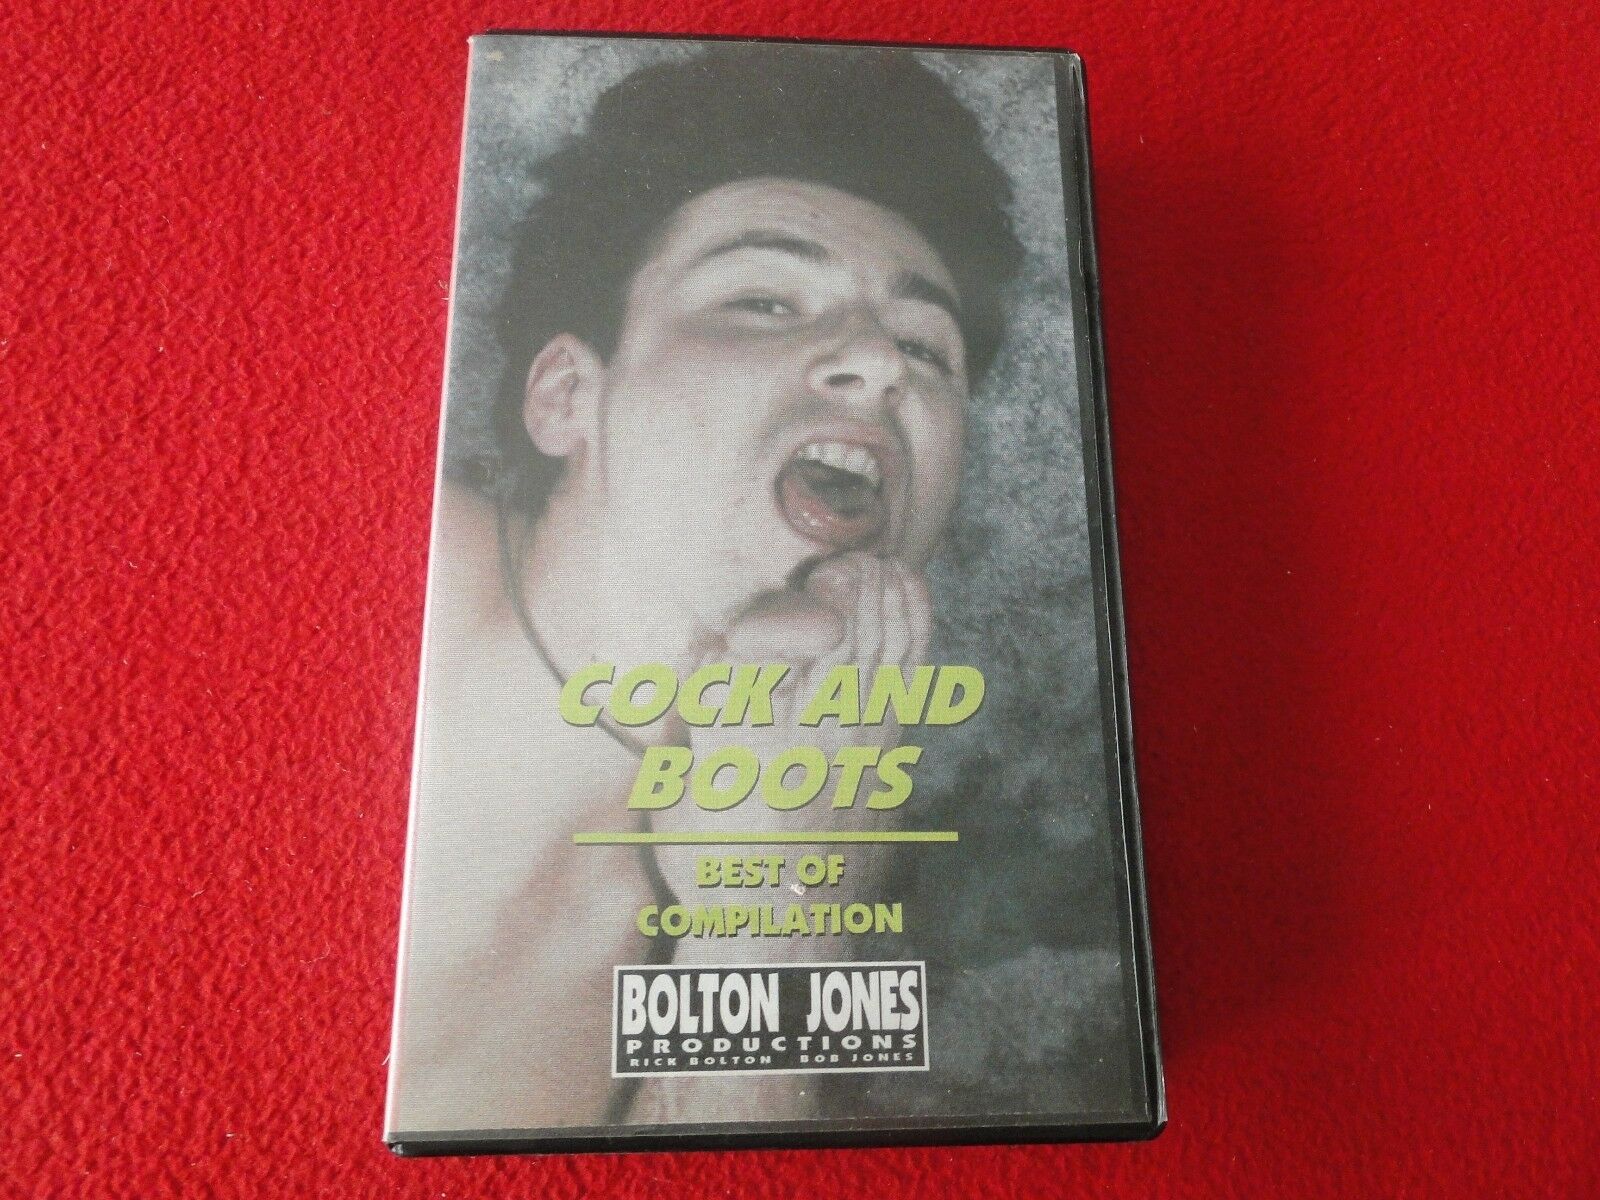 COCK AND
BOOTS
BEST OF
COMPILATION
BOLTON JONES
PRODUCTIONS
RICK BOLTON BOB JONES